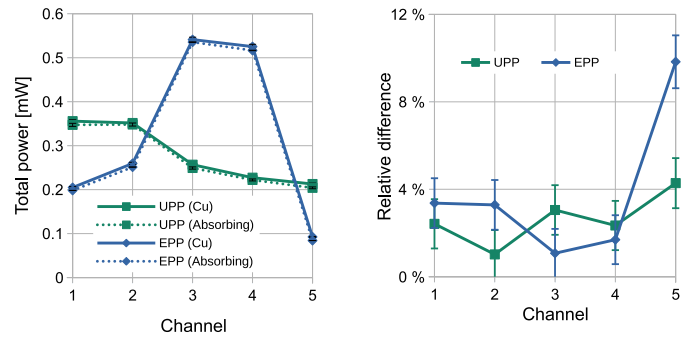 Total power [mW]
0.6
0.5
0.4
0.3
0.2
0.1
0
UPP (Cu)
UPP (Absorbing)
EPP (Cu)
EPP (Absorbing)
1 2 3 4 5
Channel
Relative difference
12 %
8 %
4 %
0 %
UPP EPP
1 2 3 4 5
Channel